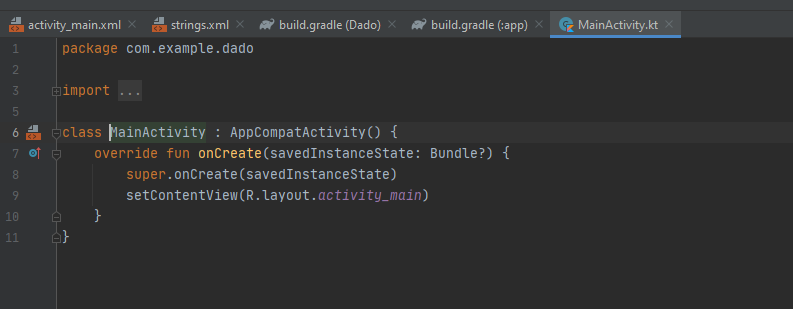 activity_main.xml strings.xml build.gradle (Dado) build.gradle (:app) MainActivity.kt
1 package com.example.dado
2
3 import ...
5
6 class MainActivity : AppCompatActivity() {
7 override fun onCreate(savedInstanceState: Bundle?) {
8 super.onCreate(savedInstanceState)
9 setContentView(R.layout.activity_main)
10 }
11 }